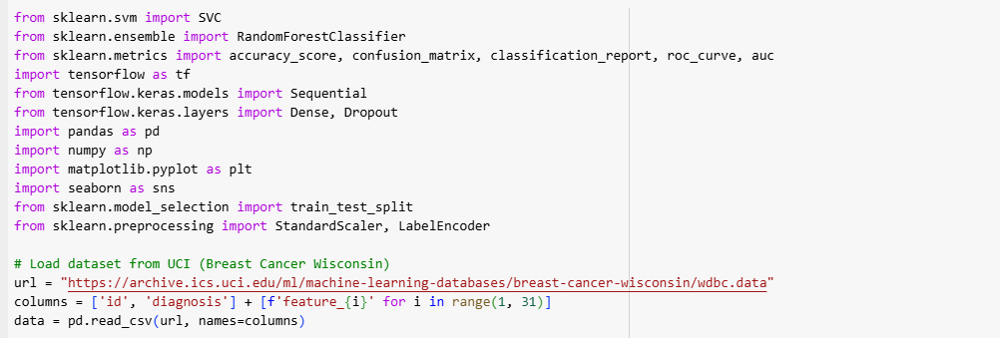 from sklearn.svm import SVC
from sklearn.ensemble import RandomForestClassifier
from sklearn.metrics import accuracy_score, confusion_matrix, classification_report, roc_curve, auc
import tensorflow as tf
from tensorflow.keras.models import Sequential
from tensorflow.keras.layers import Dense, Dropout
import pandas as pd
import numpy as np
import matplotlib.pyplot as plt
import seaborn as sns
from sklearn.model_selection import train_test_split
from sklearn.preprocessing import StandardScaler, LabelEncoder
# Load dataset from UCI (Breast Cancer Wisconsin)
url = "https://archive.ics.uci.edu/ml/machine-learning-databases/breast-cancer-wisconsin/wdbc.data"
columns = ['id', 'diagnosis'] + [f'feature_{i}' for i in range(1, 31)]
data = pd.read_csv(url, names=columns)